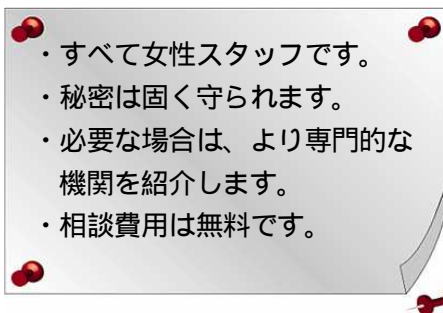 ・すべて女性スタッフです。
・秘密は固く守られます。
・必要な場合は、より専門的な
機関を紹介します。
・相談費用は無料です。